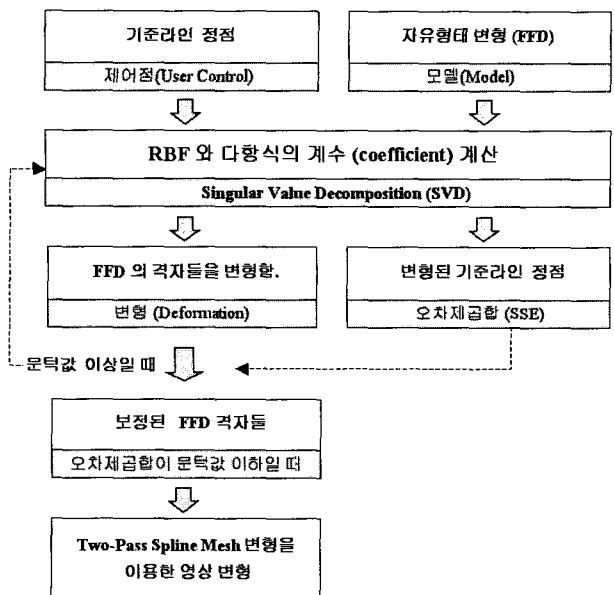 기준라인 정점
제어점(User Control)
자유형태 변형 (FFD)
모델(Model)
RBF 와 다항식의 계수 (coefficient) 계산
Singular Value Decomposition (SVD)
FFD 의 격자들을 변형함.
변형 (Deformation)
변형된 기준라인 정점
오차제곱합 (SSE)
문턱값 이상일 때
보정된 FFD 격자들
오차제곱합이 문턱값 이하일 때
Two-Pass Spline Mesh 변형을
이용한 영상 변형